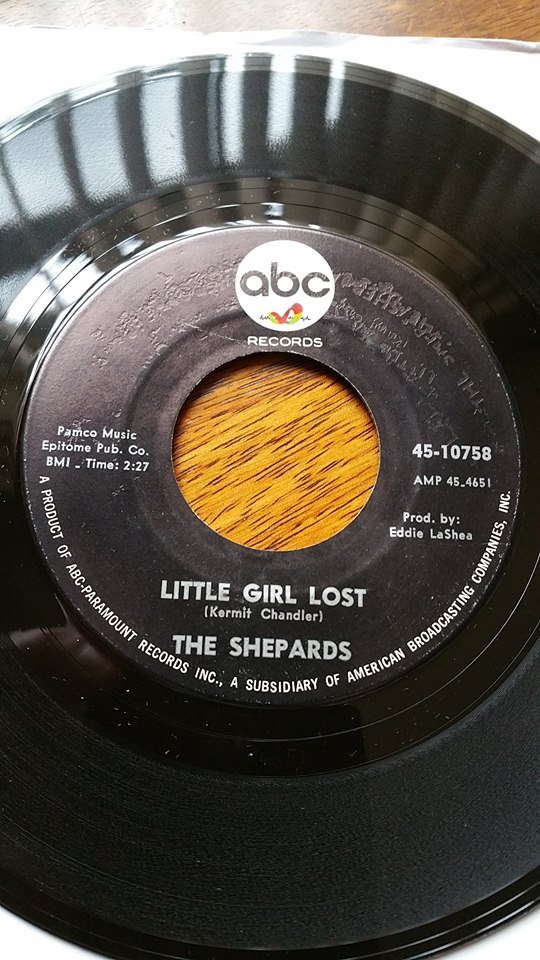 abc
RECORDS
Pamco Music
Epitome Pub. Co.
BMI - Time: 2:27
45-10758
AMP 45-4651
Prod. by:
Eddie LaShea
LITTLE GIRL LOST
(Kermit Chandler)
THE SHEPARDS
A PRODUCT OF ABC-PARAMOUNT RECORDS INC., A SUBSIDIARY OF AMERICAN BROADCASTING COMPANIES, INC.